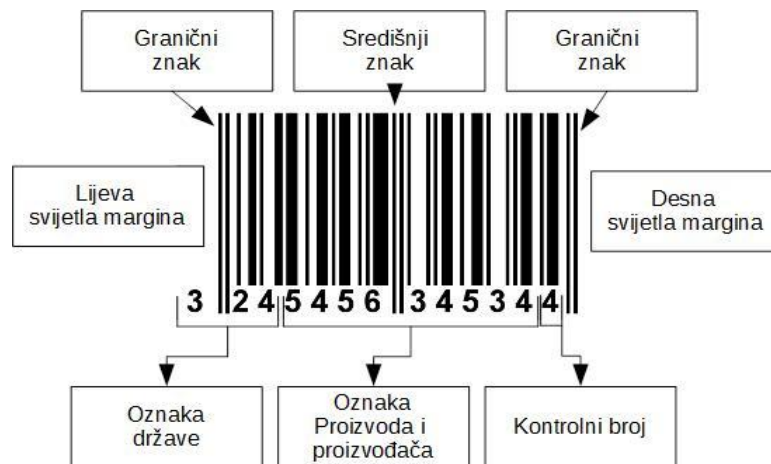 Granični
znak
Središnji
znak
Granični
znak
Lijeva
svijetla margina
Desna
svijetla margina
3 2 4 5 4 5 6 3 4 5 3 4 4
Oznaka
države
Oznaka
Proizvoda i
proizvođača
Kontrolni broj